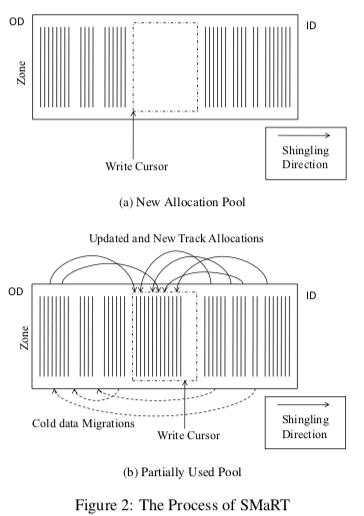 OD
ID
Zone
Write Cursor
Shingling
Direction
(a) New Allocation Pool
Updated and New Track Allocations
OD
ID
Zone
Cold data Migrations
Write Cursor
Shingling
Direction
(b) Partially Used Pool
Figure 2: The Process of SMaRT